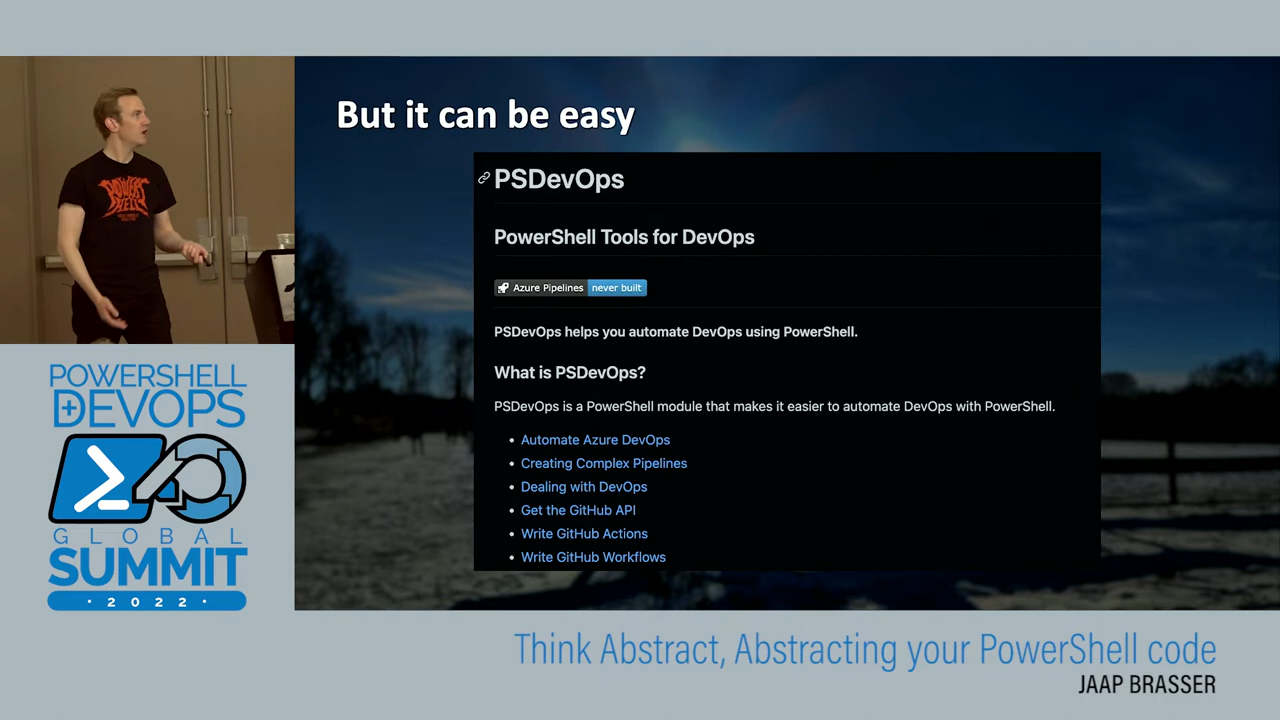 But it can be easy
PSDevOps
PowerShell Tools for DevOps
Azure Pipelines never built
PSDevOps helps you automate DevOps using PowerShell.
What is PSDevOps?
PSDevOps is a PowerShell module that makes it easier to automate DevOps with PowerShell.
• Automate Azure DevOps
• Creating Complex Pipelines
• Dealing with DevOps
• Get the GitHub API
• Write GitHub Actions
• Write GitHub Workflows
POWERS
HELL
POWERSHELL
+DEVOPS
GLOBAL
SUMMIT
· 2022 ·
Think Abstract, Abstracting your PowerShell code
JAAP BRASSER